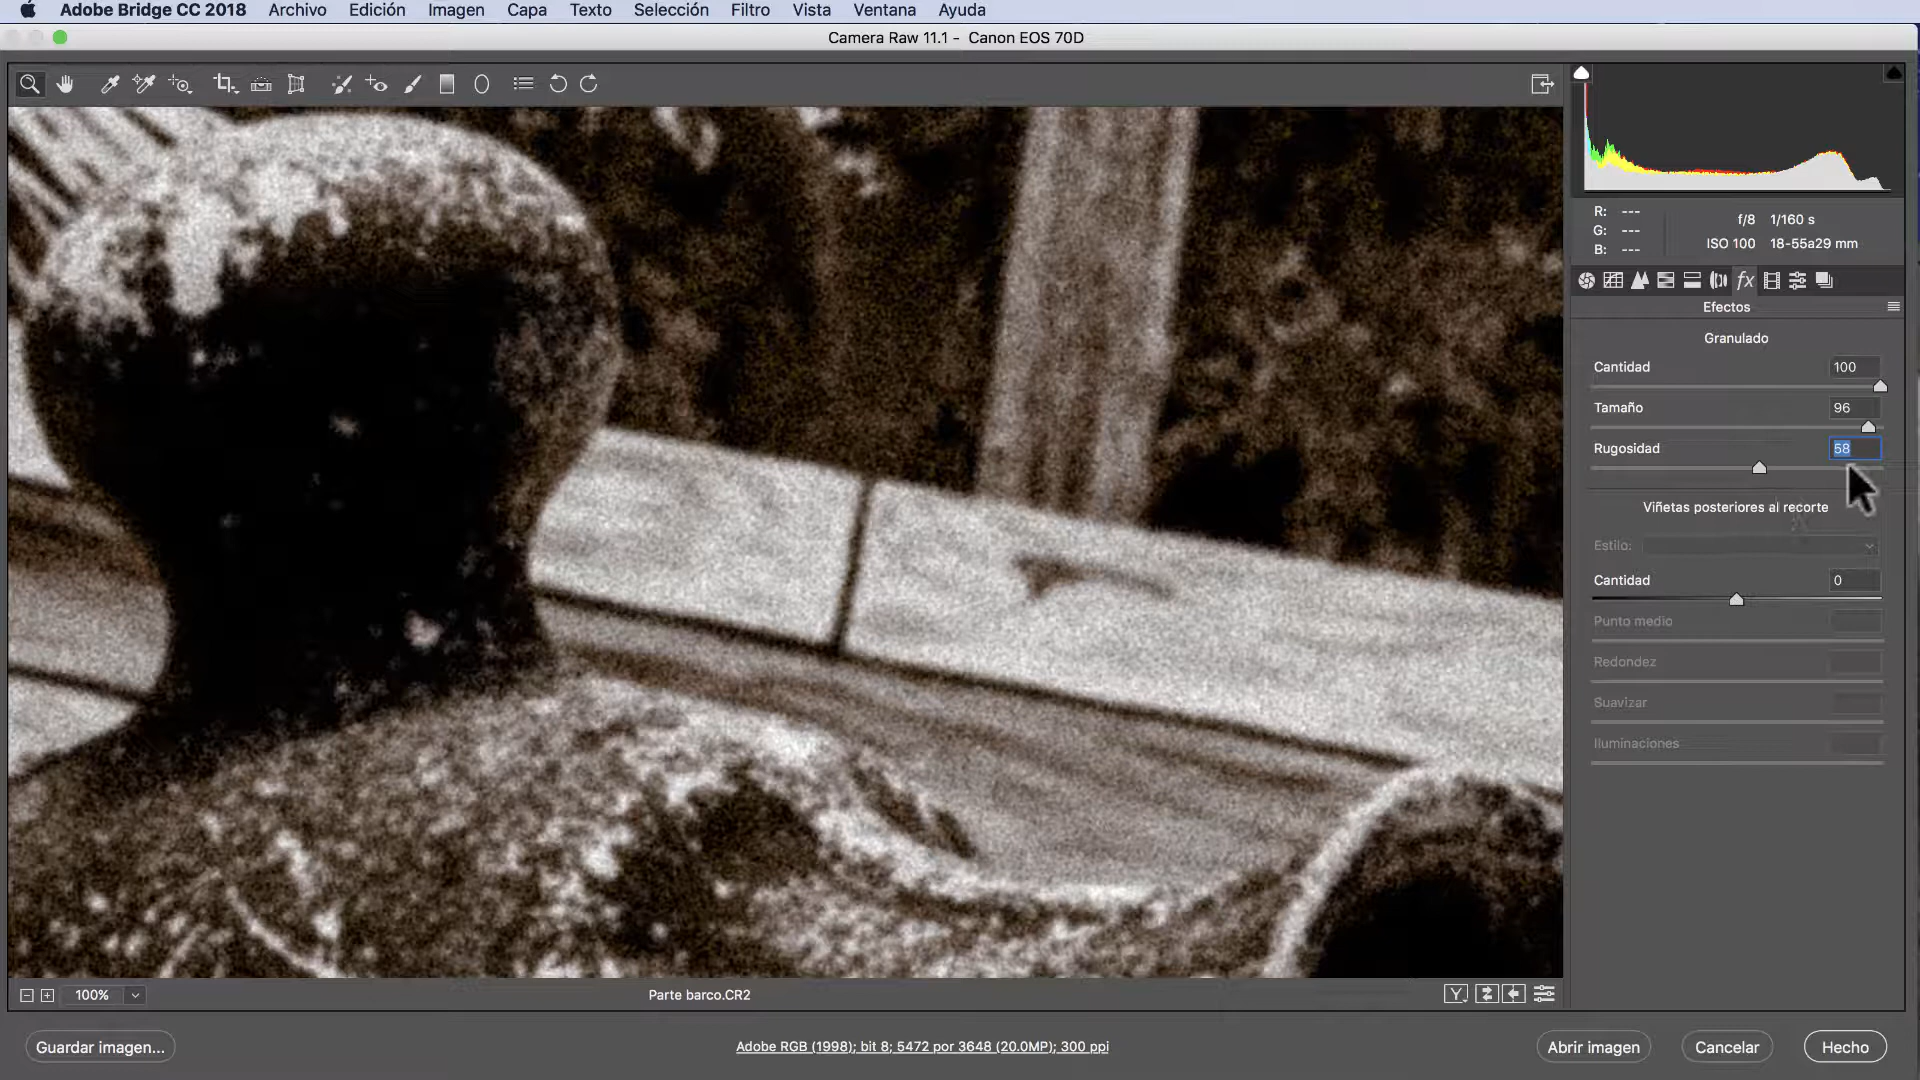 Adobe Bridge CC 2018 Archivo Edición Imagen Capa Texto Selección Filtro Vista Ventana Ayuda
Camera Raw 11.1 - Canon EOS 70D
R: ---
G: ---
B: ---
f/8 1/160 s
ISO 100 18-55a29 mm
fx
Efectos
Granulado
Cantidad 100
Tamaño 96
Rugosidad 58
Viñetas posteriores al recorte
Estilo:
Cantidad 0
Punto medio
Redondez
Suavizar
Iluminaciones
100%
Parte barco.CR2
Y
Guardar imagen...
Adobe RGB (1998); bit 8; 5472 por 3648 (20.0MP); 300 ppi
Abrir imagen
Cancelar
Hecho